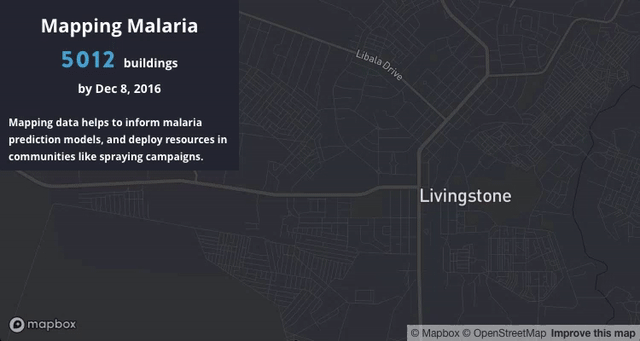 Mapping Malaria
5012 buildings
by Dec 8, 2016
Mapping data helps to inform malaria
prediction models, and deploy resources in
communities like spraying campaigns.
Libala Drive
Livingstone
mapbox
© Mapbox © OpenStreetMap Improve this map